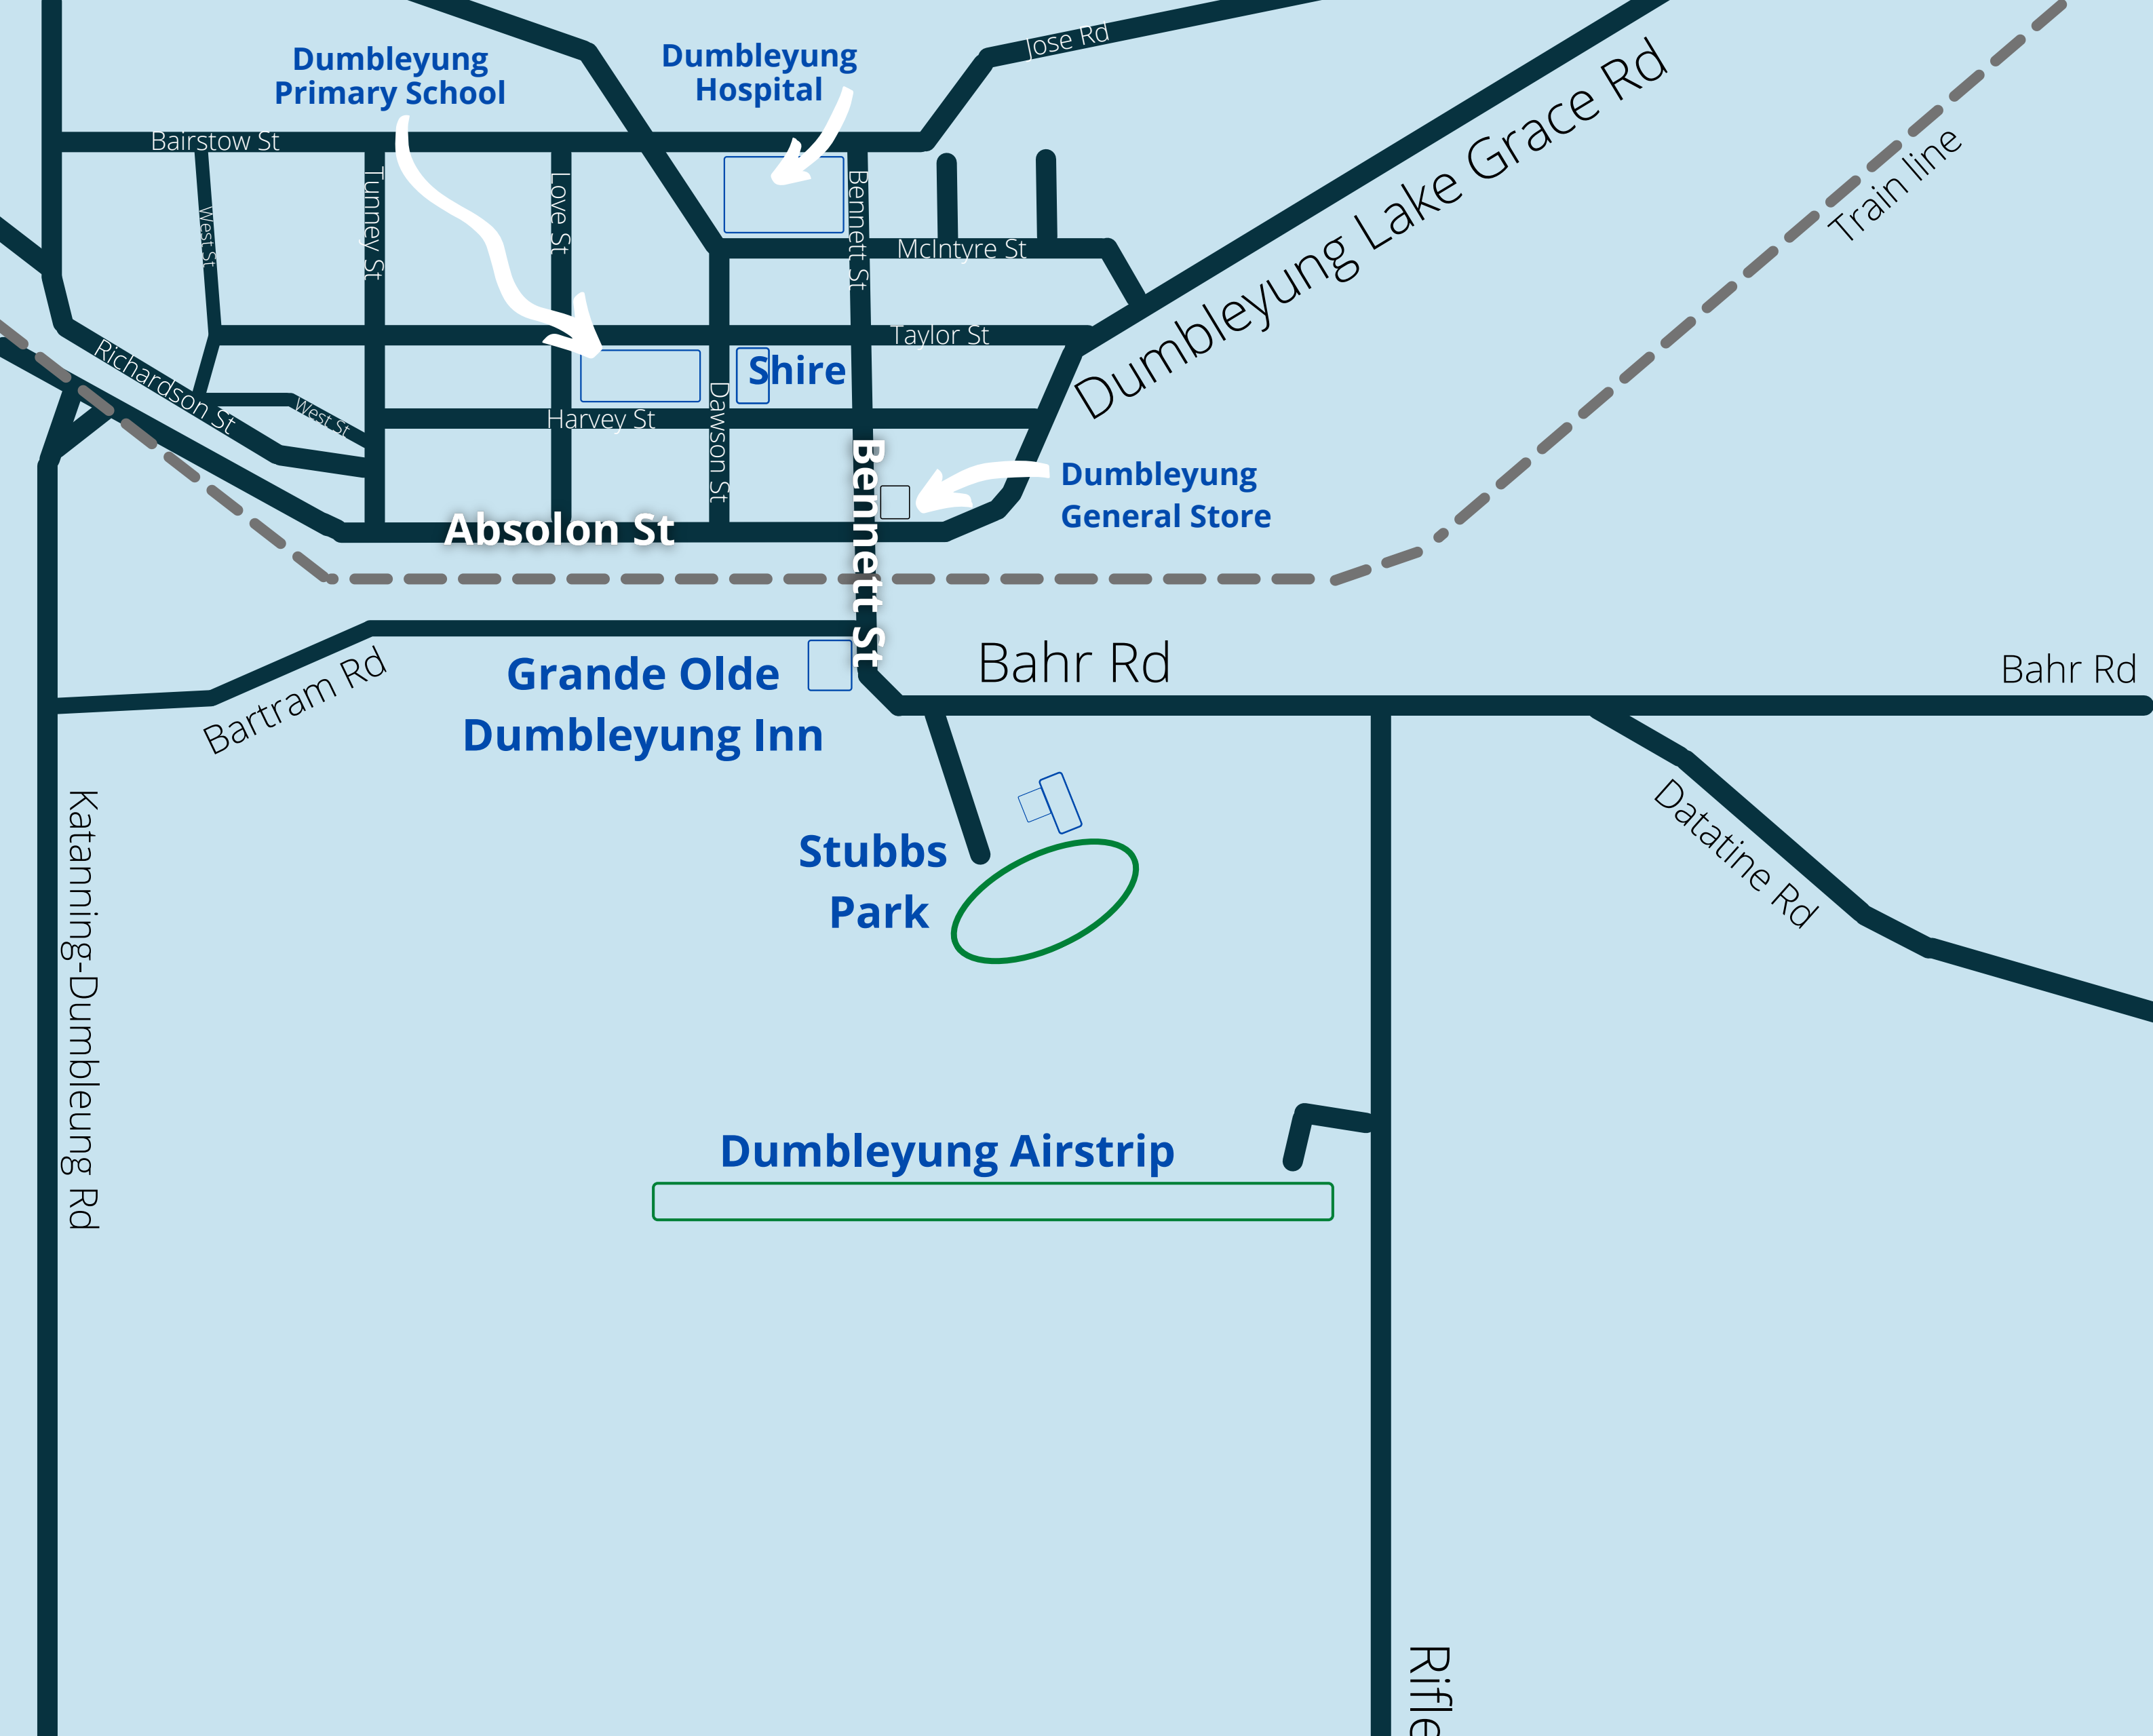 Jose Rd
Dumbleyung
Primary School
Dumbleyung
Hospital
Dumbleyung Lake Grace Rd
Bairstow St
Train line
West St
Tunney St
Love St
Bennett St
McIntyre St
Taylor St
Richardson St
Shire
West St
Harvey St
Dawson St
Bennett St
Dumbleyung
General Store
Absolon St
Bahr Rd
Bahr Rd
Bartram Rd
Grande Olde
Dumbleyung Inn
Datatine Rd
Katanning-Dumbleung Rd
Stubbs
Park
Dumbleyung Airstrip
Rifle